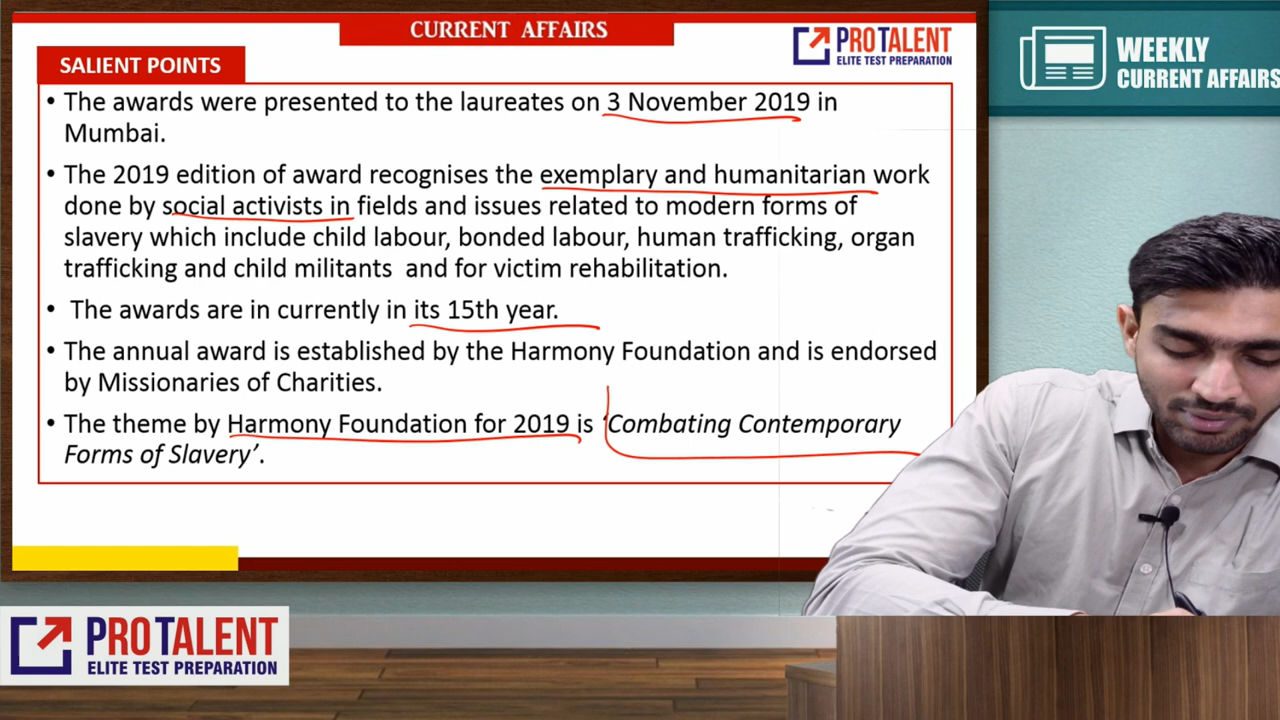 CURRENT AFFAIRS
PROTALENT
ELITE TEST PREPARATION
WEEKLY
CURRENT AFFAIRS
SALIENT POINTS
• The awards were presented to the laureates on 3 November 2019 in
Mumbai.
• The 2019 edition of award recognises the exemplary and humanitarian work
done by social activists in fields and issues related to modern forms of
slavery which include child labour, bonded labour, human trafficking, organ
trafficking and child militants and for victim rehabilitation.
• The awards are in currently in its 15th year.
• The annual award is established by the Harmony Foundation and is endorsed
by Missionaries of Charities.
• The theme by Harmony Foundation for 2019 is ‘Combating Contemporary
Forms of Slavery’.
PROTALENT
ELITE TEST PREPARATION